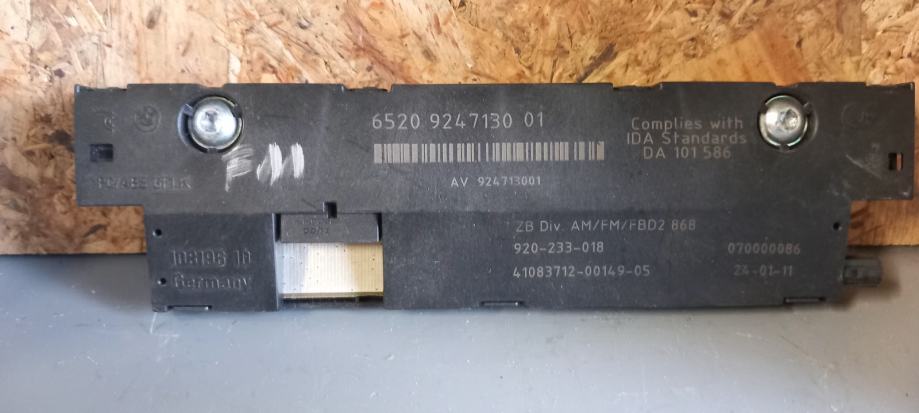 6520 9247130 01
AV 924713001
Complies with
IDA Standards
DA 101 586
F11
ZB Div. AM/FM/FBD2 868
920-233-018
070000086
41083712-00149-05
24-01-11
Germany